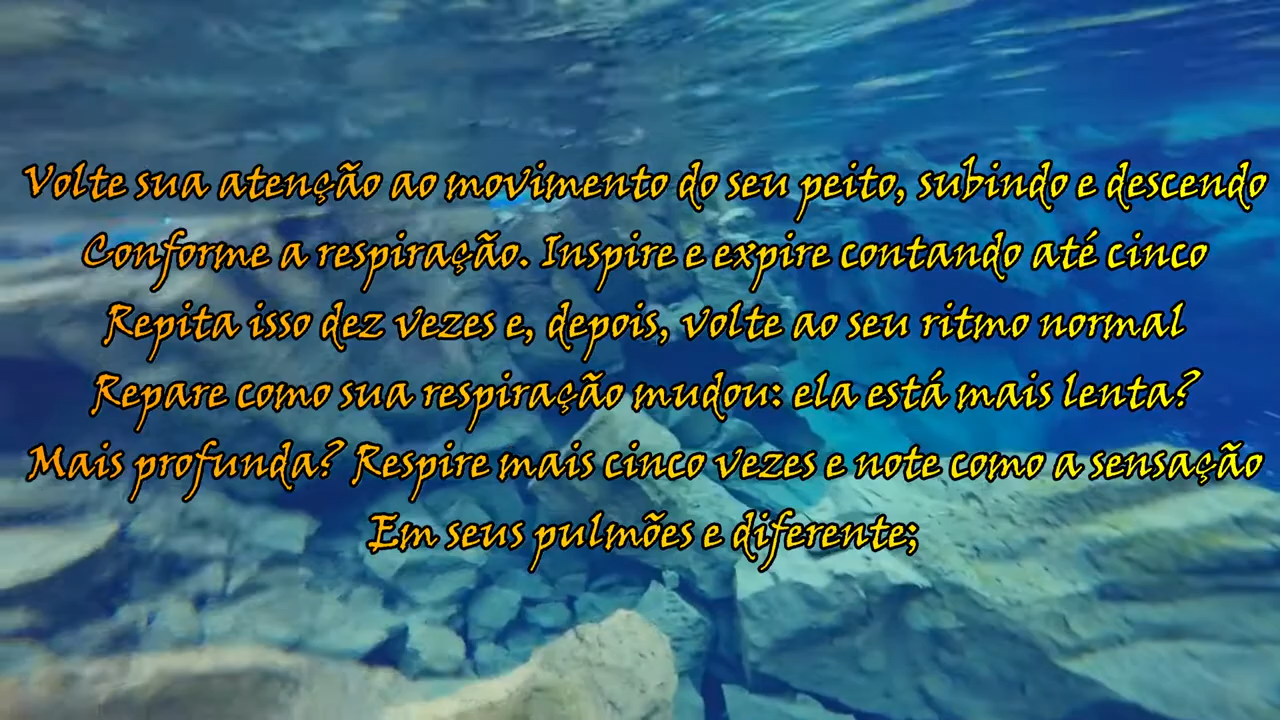 Volte sua atenção ao movimento do seu peito, subindo e descendo
Conforme a respiração. Inspire e expire contando até cinco
Repita isso dez vezes e, depois, volte ao seu ritmo normal
Repare como sua respiração mudou: ela está mais lenta?
Mais profunda? Respire mais cinco vezes e note como a sensação
Em seus pulmões e diferente;